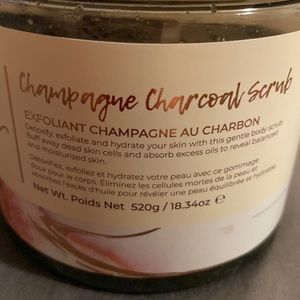 Champagne Charcoal Scrub
EXFOLIANT CHAMPAGNE AU CHARBON
Detoxify, exfoliate and hydrate your skin with this gentle body scrub.
Buff away dead skin cells and absorb excess oils to reveal balanced
and moisturized skin.
Détoxifiez, exfoliez et hydratez votre peau avec ce gommage
doux pour le corps. Eliminez les cellules mortes de la peau et
absorbez l'excès d'huile pour révéler une peau équilibrée et hydratée.
Net Wt. Poids Net 520g / 18.34oz ℮